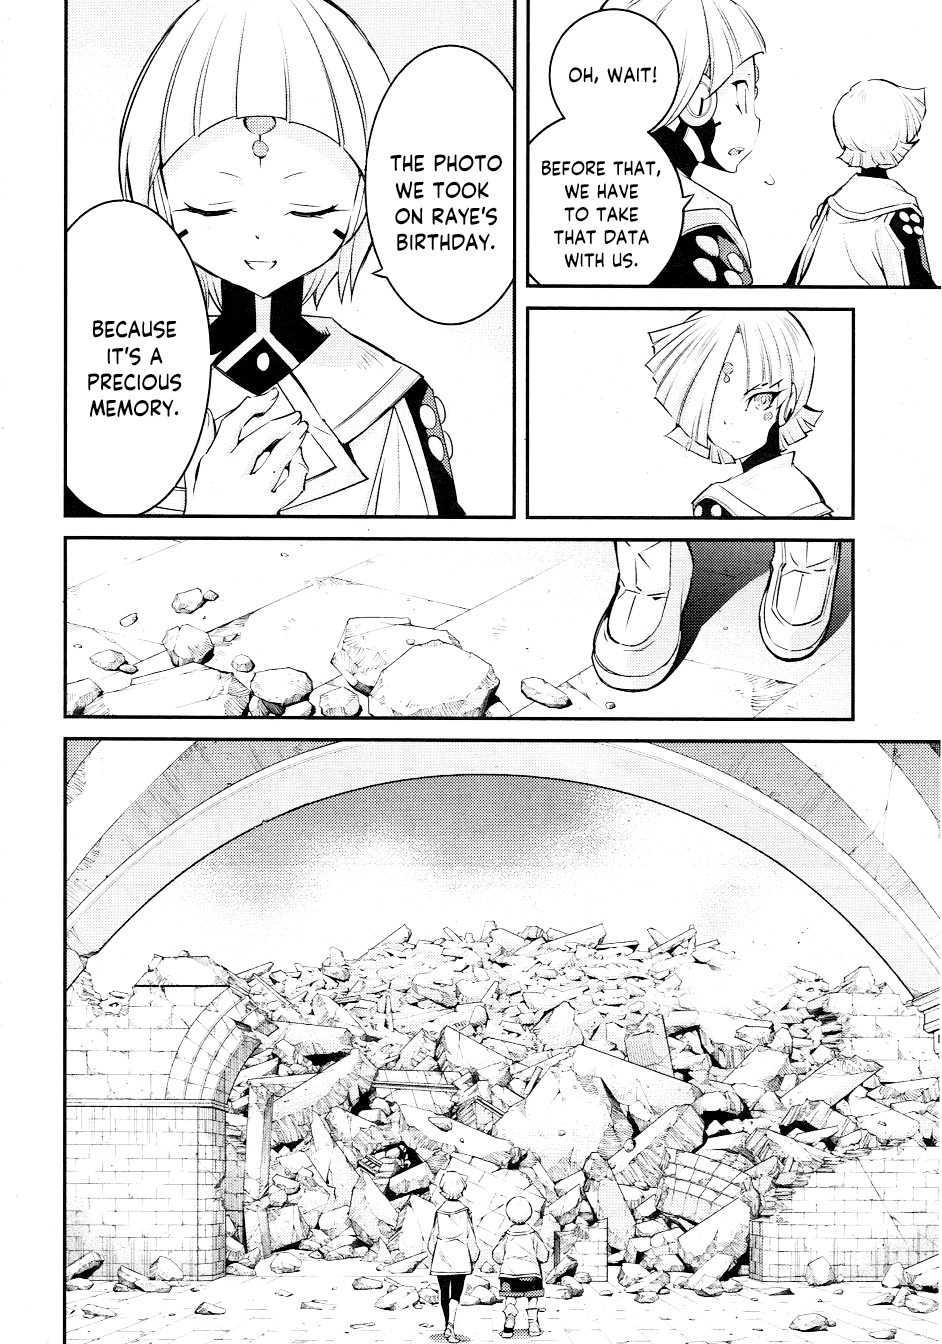 OH, WAIT!
BEFORE THAT,
WE HAVE
TO TAKE
THAT DATA
WITH US.
THE PHOTO
WE TOOK
ON RAYE'S
BIRTHDAY.
BECAUSE
IT'S A
PRECIOUS
MEMORY.